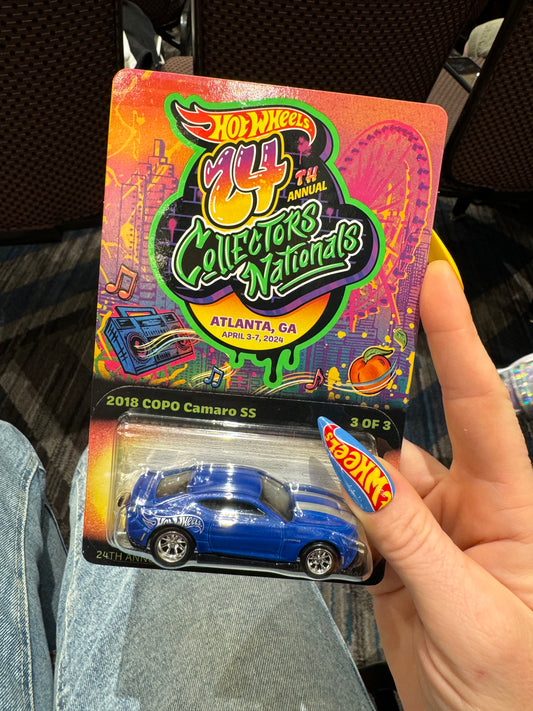 HOT WHEELS
24TH
ANNUAL
COLLECTORS
NATIONALS
ATLANTA, GA
APRIL 3-7, 2024
2018 COPO Camaro SS
3 OF 3
WHEELS
HOT WHEELS
24TH ANN